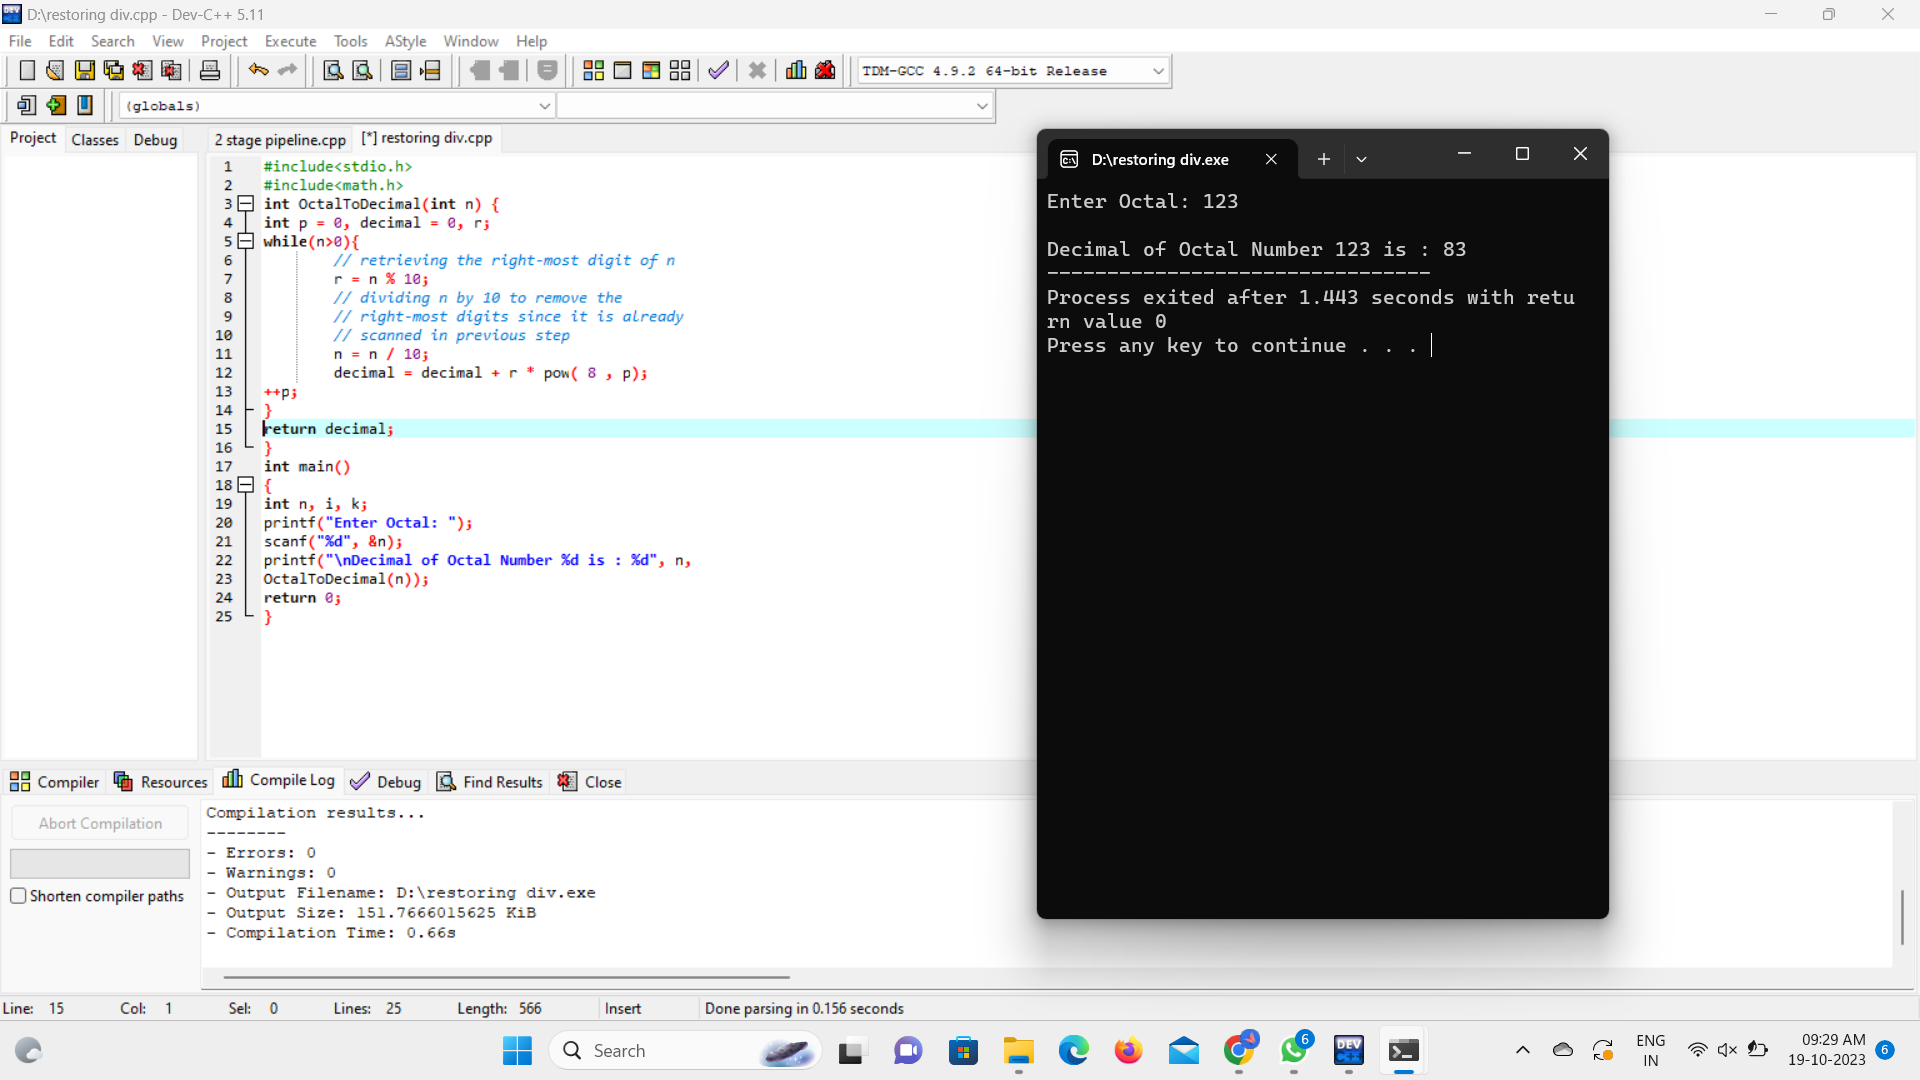 D:\restoring div.cpp - Dev-C++ 5.11
File Edit Search View Project Execute Tools AStyle Window Help
TDM-GCC 4.9.2 64-bit Release
(globals)
Project Classes Debug
2 stage pipeline.cpp [*] restoring div.cpp
1 #include<stdio.h>
2 #include<math.h>
3 int OctalToDecimal(int n) {
4 int p = 0, decimal = 0, r;
5 while(n>0){
6 // retrieving the right-most digit of n
7 r = n % 10;
8 // dividing n by 10 to remove the
9 // right-most digits since it is already
10 // scanned in previous step
11 n = n / 10;
12 decimal = decimal + r * pow( 8 , p);
13 ++p;
14 }
15 return decimal;
16 }
17 int main()
18 {
19 int n, i, k;
20 printf("Enter Octal: ");
21 scanf("%d", &n);
22 printf("\nDecimal of Octal Number %d is : %d", n,
23 OctalToDecimal(n));
24 return 0;
25 }
D:\restoring div.exe
Enter Octal: 123
Decimal of Octal Number 123 is : 83
--------------------------------
Process exited after 1.443 seconds with retu
rn value 0
Press any key to continue . . .
Compiler Resources Compile Log Debug Find Results Close
Abort Compilation
Shorten compiler paths
Compilation results...
--------
- Errors: 0
- Warnings: 0
- Output Filename: D:\restoring div.exe
- Output Size: 151.7666015625 KiB
- Compilation Time: 0.66s
Line: 15 Col: 1 Sel: 0 Lines: 25 Length: 566 Insert Done parsing in 0.156 seconds
Search
6
DEV
C++
ENG
IN
09:29 AM
19-10-2023
6